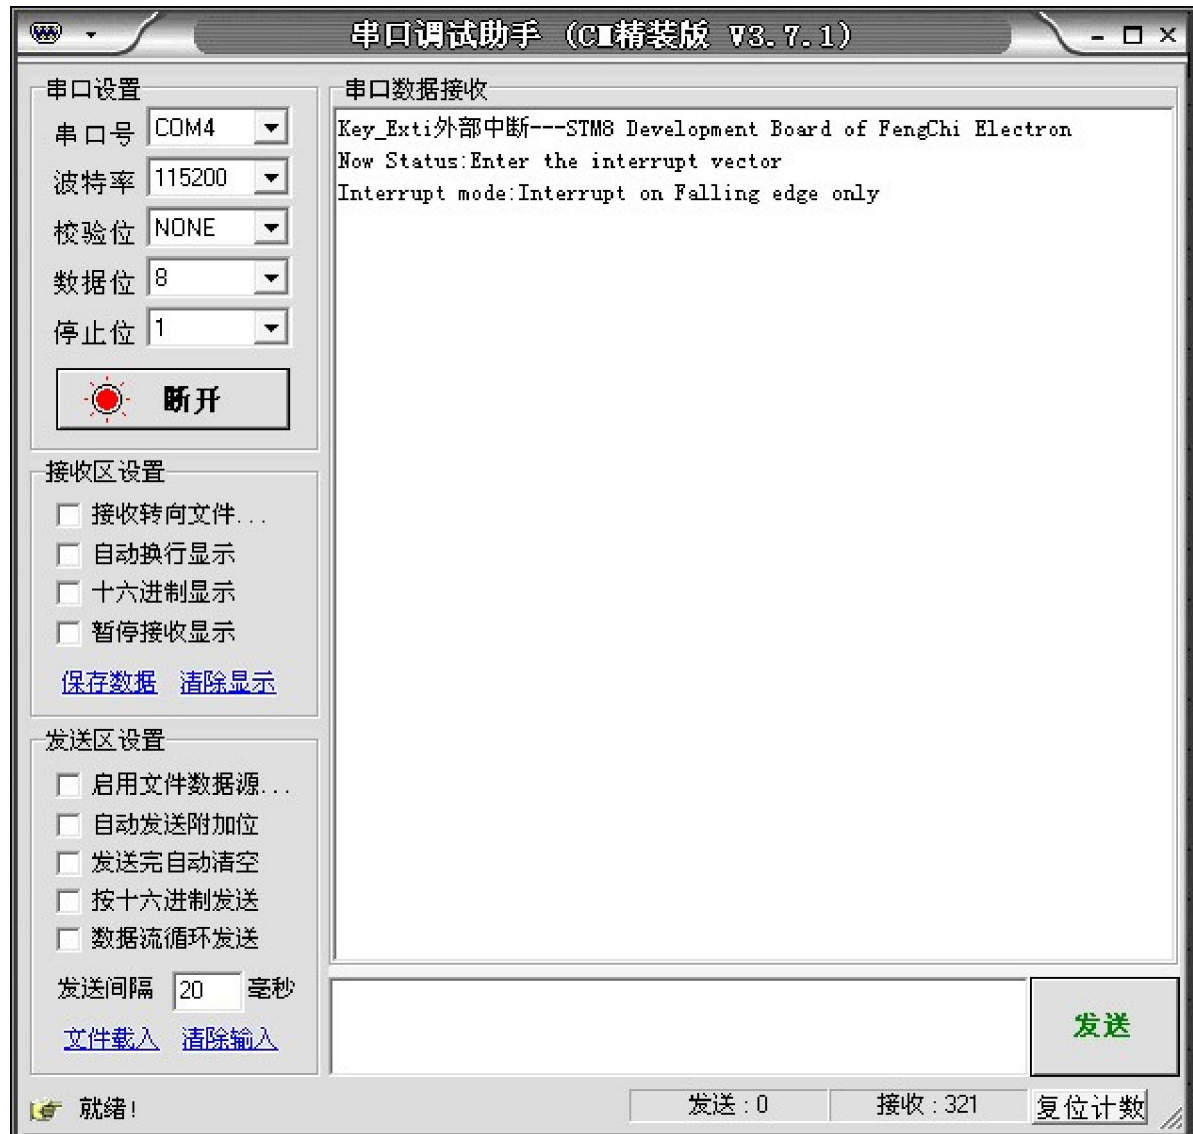 串口调试助手 (CM精装版 V3.7.1)
串口设置
串口号 COM4
波特率 115200
校验位 NONE
数据位 8
停止位 1
断开
接收区设置
接收转向文件...
自动换行显示
十六进制显示
暂停接收显示
保存数据 清除显示
发送区设置
启用文件数据源...
自动发送附加位
发送完自动清空
按十六进制发送
数据流循环发送
发送间隔 20 毫秒
文件载入 清除输入
串口数据接收
Key_Exti外部中断---STM8 Development Board of FengChi Electron
Now Status:Enter the interrupt vector
Interrupt mode:Interrupt on Falling edge only
发送
就绪!
发送:0
接收:321
复位计数